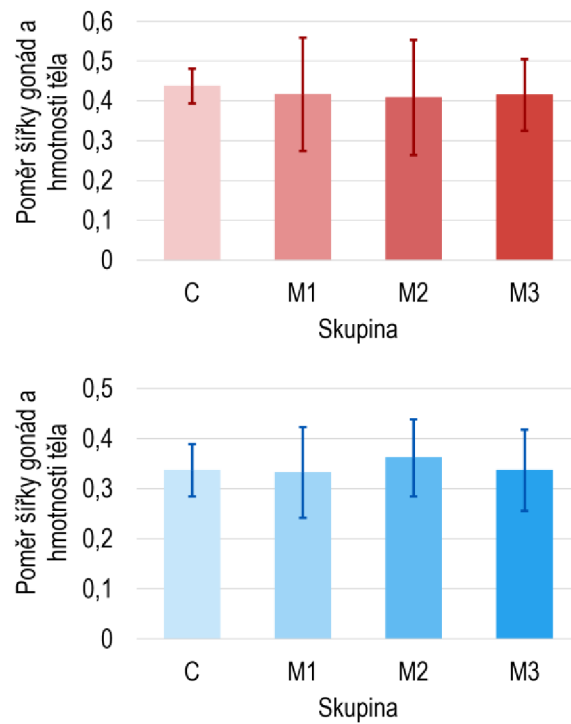 Poměr šířky gonád a
hmotnosti těla
0,6
0,5
0,4
0,3
0,2
0,1
0
C M1 M2 M3
Skupina
Poměr šířky gonád a
hmotnosti těla
0,5
0,4
0,3
0,2
0,1
0
C M1 M2 M3
Skupina